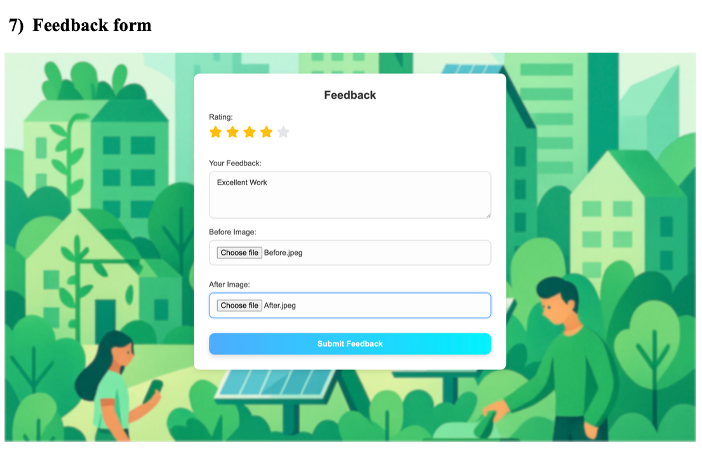 7) Feedback form
Feedback
Rating:
Your Feedback:
Excellent Work
Before Image:
Choose file Before.jpeg
After Image:
Choose file After.jpeg
Submit Feedback